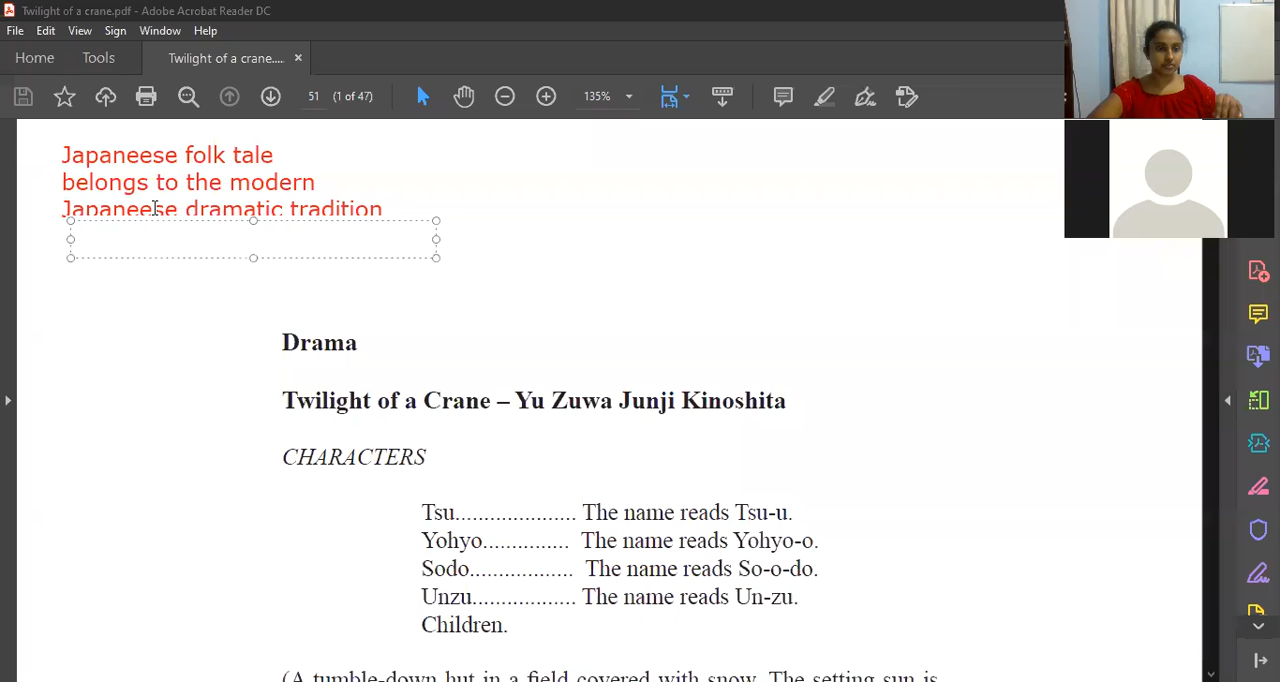 Twilight of a crane.pdf - Adobe Acrobat Reader DC
File Edit View Sign Window Help
Home Tools Twilight of a crane.... ×
51 (1 of 47) 135%
Japaneese folk tale
belongs to the modern
Japaneese dramatic tradition
Drama
Twilight of a Crane – Yu Zuwa Junji Kinoshita
CHARACTERS
Tsu..................... The name reads Tsu-u.
Yohyo............... The name reads Yohyo-o.
Sodo.................. The name reads So-o-do.
Unzu.................. The name reads Un-zu.
Children.
(A tumble-down hut in a field covered with snow. The setting sun is